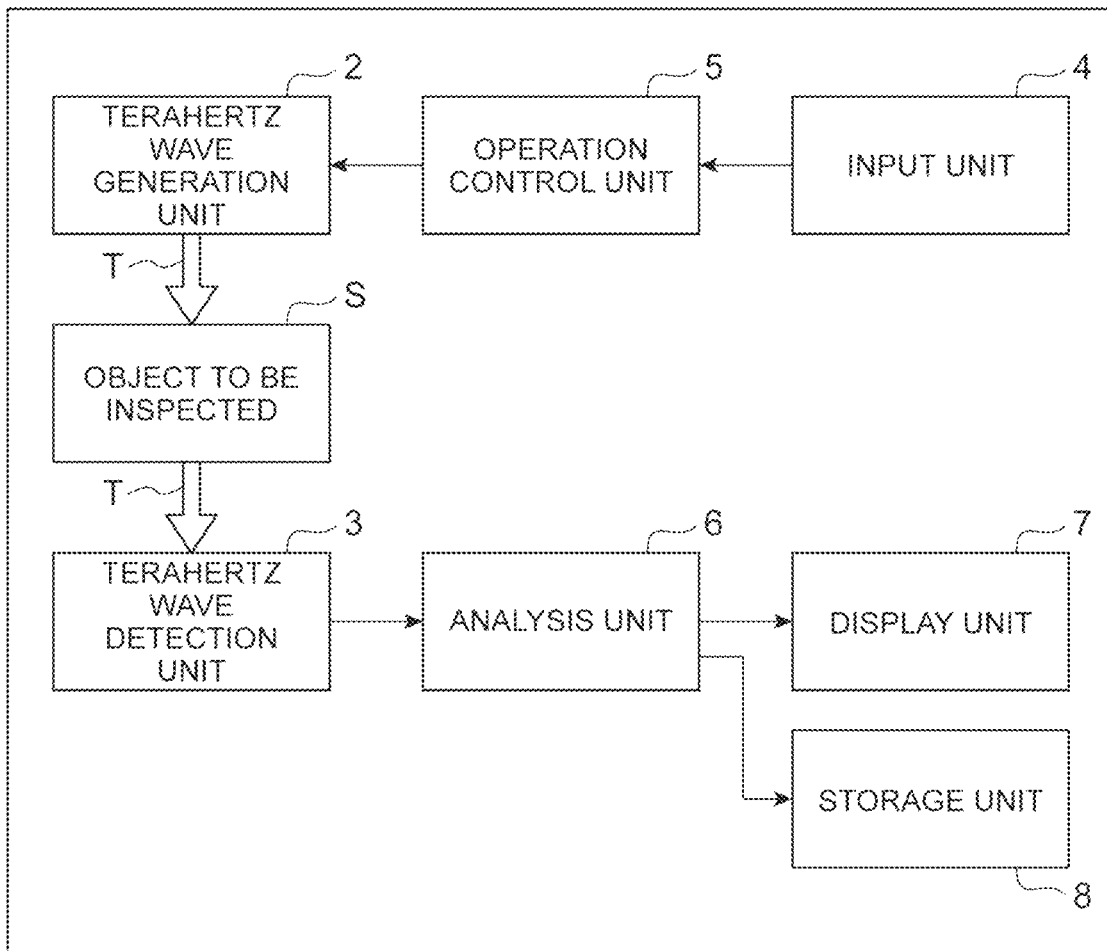 2
5
4
TERAHERTZ
WAVE
GENERATION
UNIT
OPERATION
CONTROL UNIT
INPUT UNIT
T
S
OBJECT TO BE
INSPECTED
T
3
6
7
TERAHERTZ
WAVE
DETECTION
UNIT
ANALYSIS UNIT
DISPLAY UNIT
STORAGE UNIT
8